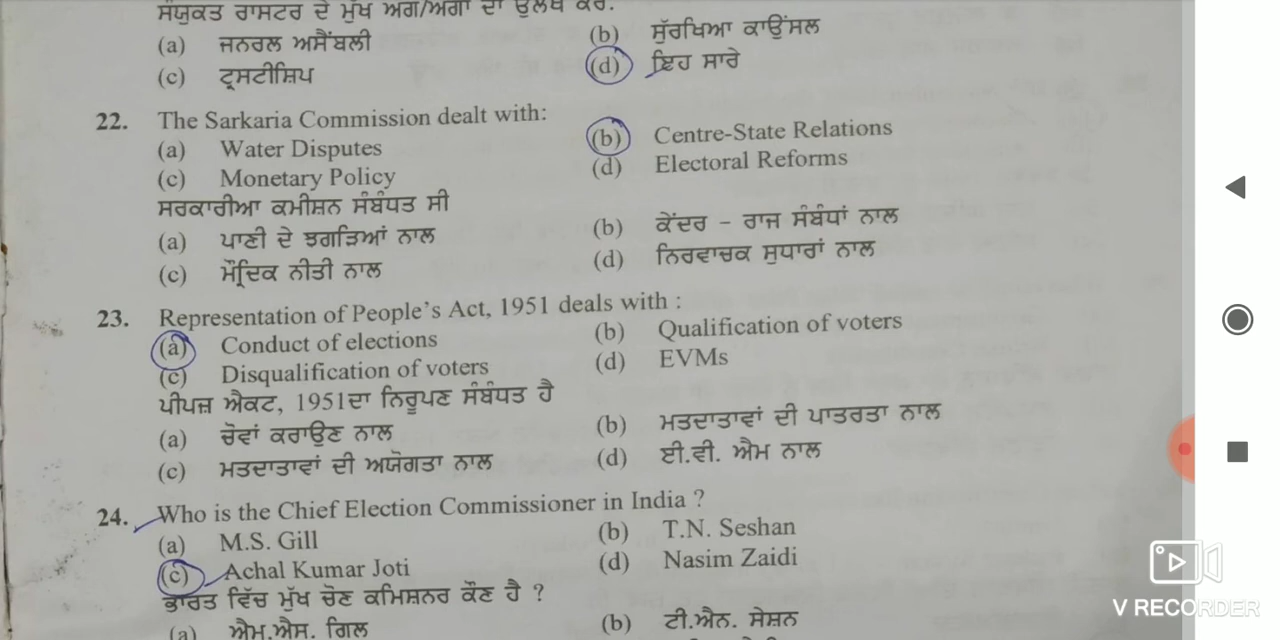 ਸੰਯੁਕਤ ਰਾਸਟਰ ਦੇ ਮੁੱਖ ਅੰਗ/ਅੰਗਾਂ ਦਾ ਉਲੇਖ ਕਰੋ.
(a) ਜਨਰਲ ਅਸੈਂਬਲੀ (b) ਸੁੱਰਖਿਆ ਕਾਉਂਸਲ
(c) ਟ੍ਰਸਟੀਸ਼ਿਪ (d) ਇਹ ਸਾਰੇ
22. The Sarkaria Commission dealt with:
(a) Water Disputes (b) Centre-State Relations
(c) Monetary Policy (d) Electoral Reforms
ਸਰਕਾਰੀਆ ਕਮੀਸ਼ਨ ਸੰਬੰਧਤ ਸੀ
(a) ਪਾਣੀ ਦੇ ਝਗੜਿਆਂ ਨਾਲ (b) ਕੇਂਦਰ - ਰਾਜ ਸੰਬੰਧਾਂ ਨਾਲ
(c) ਮੌਦ੍ਰਿਕ ਨੀਤੀ ਨਾਲ (d) ਨਿਰਵਾਚਕ ਸੁਧਾਰਾਂ ਨਾਲ
23. Representation of People's Act, 1951 deals with :
(a) Conduct of elections (b) Qualification of voters
(c) Disqualification of voters (d) EVMs
ਪੀਪਜ਼ ਐਕਟ, 1951ਦਾ ਨਿਰੂਪਣ ਸੰਬੰਧਤ ਹੈ
(a) ਚੋਵਾਂ ਕਰਾਉਣ ਨਾਲ (b) ਮਤਦਾਤਾਵਾਂ ਦੀ ਪਾਤਰਤਾ ਨਾਲ
(c) ਮਤਦਾਤਾਵਾਂ ਦੀ ਅਯੋਗਤਾ ਨਾਲ (d) ਈ.ਵੀ. ਐਮ ਨਾਲ
24. Who is the Chief Election Commissioner in India ?
(a) M.S. Gill (b) T.N. Seshan
(c) Achal Kumar Joti (d) Nasim Zaidi
ਭਾਰਤ ਵਿੱਚ ਮੁੱਖ ਚੋਣ ਕਮਿਸ਼ਨਰ ਕੌਣ ਹੈ ?
(a) ਐਮ.ਐਸ. ਗਿਲ (b) ਟੀ.ਐਨ. ਸੇਸ਼ਨ
V RECORDER